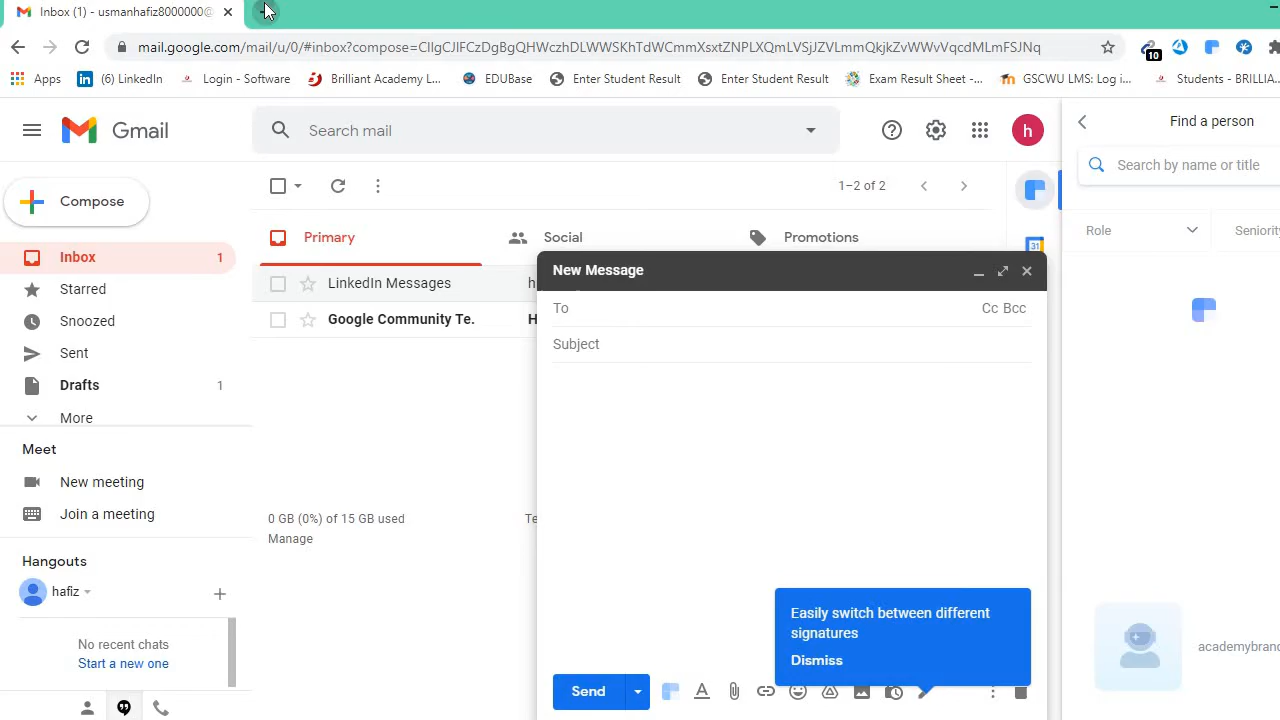 Inbox (1) - usmanhafiz8000000@
mail.google.com/mail/u/0/#inbox?compose=CllgCJlFCzDgBgQHWczhDLWWSKhTdWCmmXsxtZNPLXQmLVSjJZVLmmQkjkZvWWvVqcdMLmFSJNq
10
Apps
(6) LinkedIn
Login - Software
Brilliant Academy L...
EDUBase
Enter Student Result
Enter Student Result
Exam Result Sheet -...
GSCWU LMS: Log i...
Students - BRILLIA
Gmail
Search mail
h
Find a person
Search by name or title
Compose
1–2 of 2
Role
Seniority
Primary
Social
Promotions
31
Inbox
1
Starred
Snoozed
Sent
Drafts
1
More
LinkedIn Messages
h
Google Community Te.
H
New Message
To
Cc Bcc
Subject
Meet
New meeting
Join a meeting
0 GB (0%) of 15 GB used
Te
Manage
Hangouts
hafiz
No recent chats
Start a new one
Easily switch between different
signatures
Dismiss
academybrand
Send